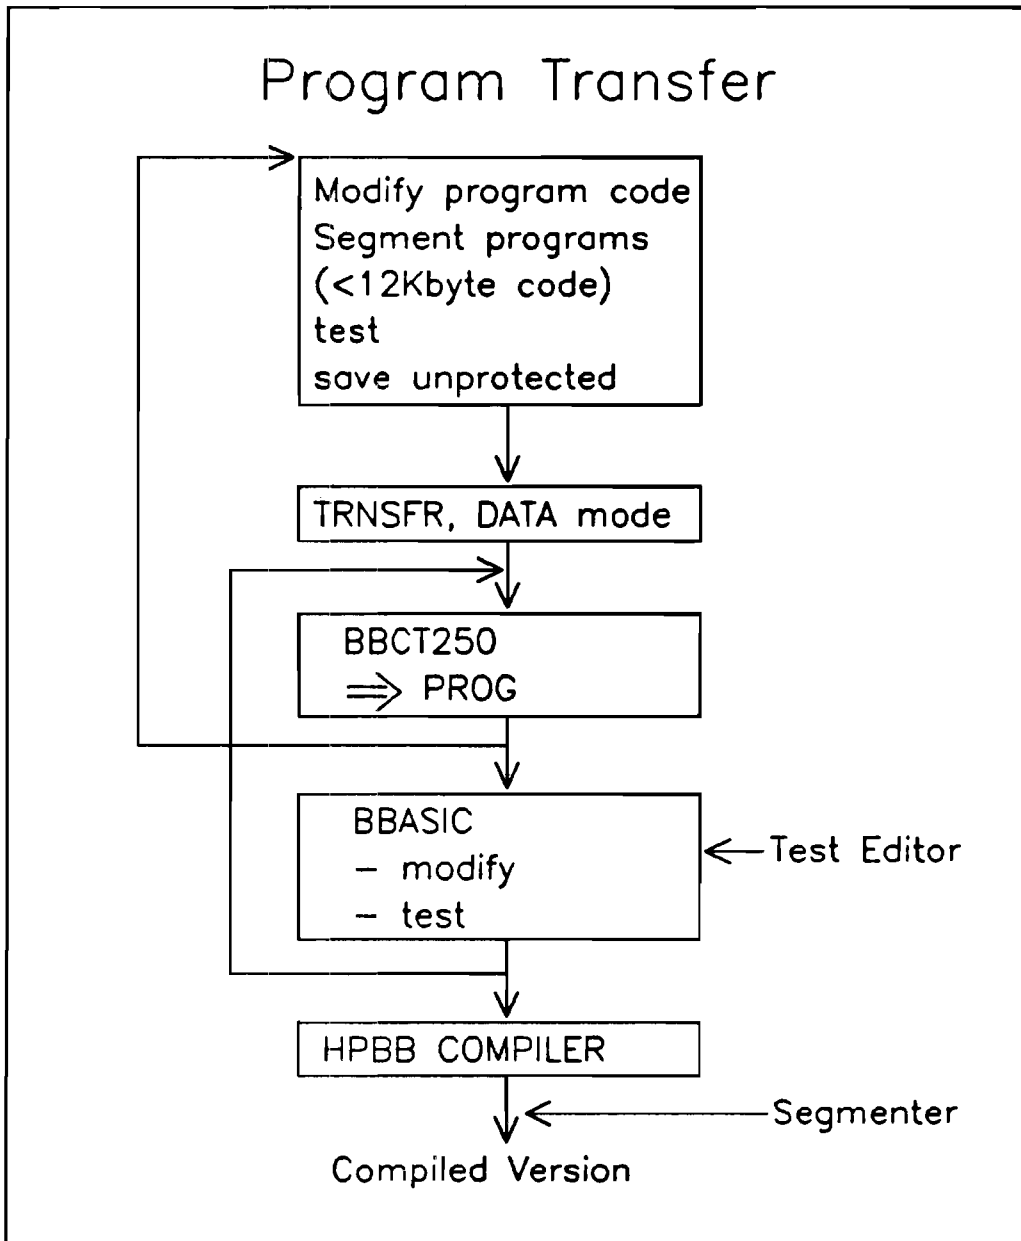 Program Transfer
Modify program code
Segment programs
(<12Kbyte code)
test
save unprotected
TRNSFR, DATA mode
BBCT250
⇒ PROG
BBASIC
– modify
– test
Test Editor
HPBB COMPILER
Segmenter
Compiled Version